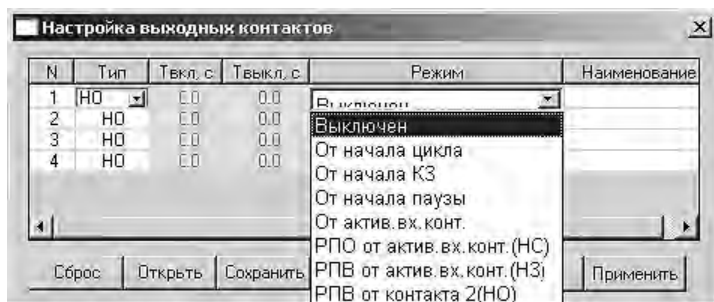 Настройка выходных контактов
N Тип Твкл, с Твыкл, с Режим Наименование
1 НО 0.0 0.0 Выключен
2 НО 0.0 0.0 Выключен
3 НО 0.0 0.0 От начала цикла
4 НО 0.0 0.0 От начала КЗ
От начала паузы
От актив.вх.конт.
РПО от актив.вх.конт.(НС)
Сброс Открыть Сохранить РПВ от актив.вх.конт.(НЗ) Применить
РПВ от контакта 2(НО)